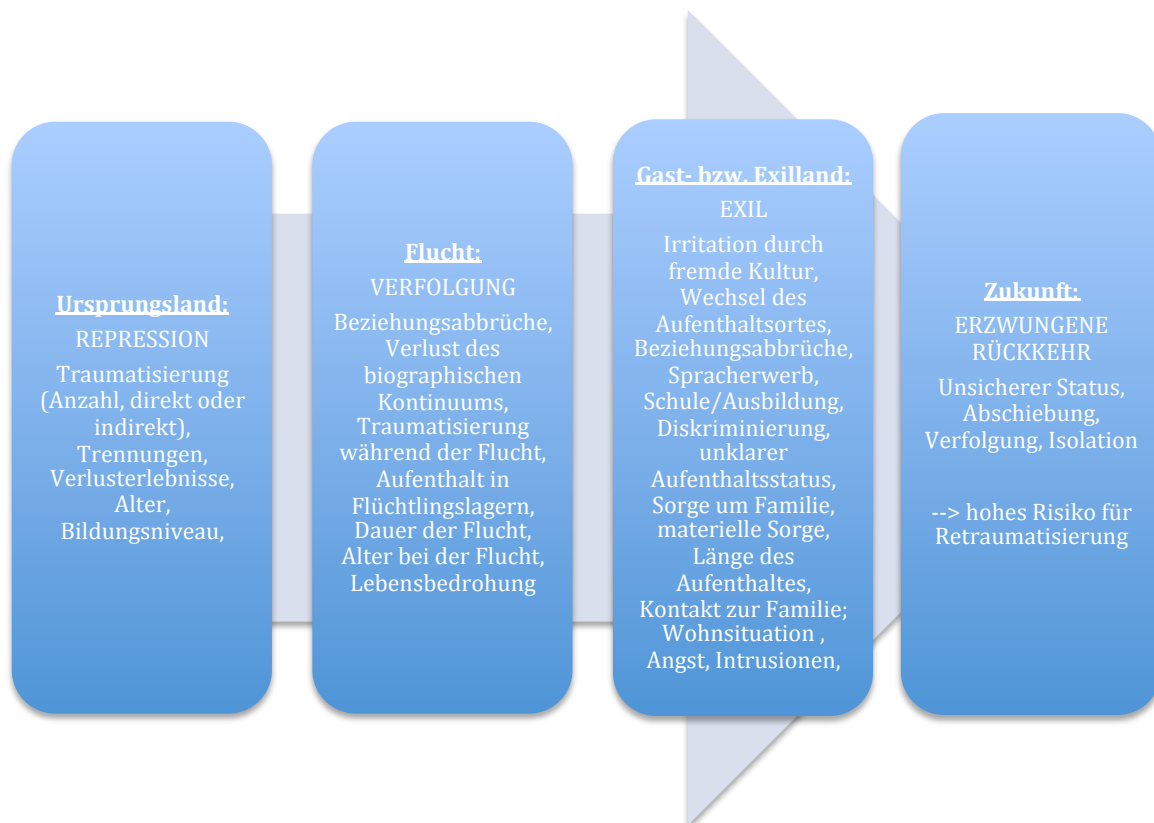 Ursprungsland:
REPRESSION
Traumatisierung
(Anzahl, direkt oder
indirekt),
Trennungen,
Verlusterlebnisse,
Alter,
Bildungsniveau,
Flucht:
VERFOLGUNG
Beziehungsabbrüche,
Verlust des
biographischen
Kontinuums,
Traumatisierung
während der Flucht,
Aufenthalt in
Flüchtlingslagern,
Dauer der Flucht,
Alter bei der Flucht,
Lebensbedrohung
Gast- bzw. Exilland:
EXIL
Irritation durch
fremde Kultur,
Wechsel des
Aufenthaltsortes,
Beziehungsabbrüche,
Spracherwerb,
Schule/Ausbildung,
Diskriminierung,
unklarer
Aufenthaltsstatus,
Sorge um Familie,
materielle Sorge,
Länge des
Aufenthaltes,
Kontakt zur Familie;
Wohnsituation ,
Angst, Intrusionen,
Zukunft:
ERZWUNGENE
RÜCKKEHR
Unsicherer Status,
Abschiebung,
Verfolgung, Isolation
--> hohes Risiko für
Retraumatisierung